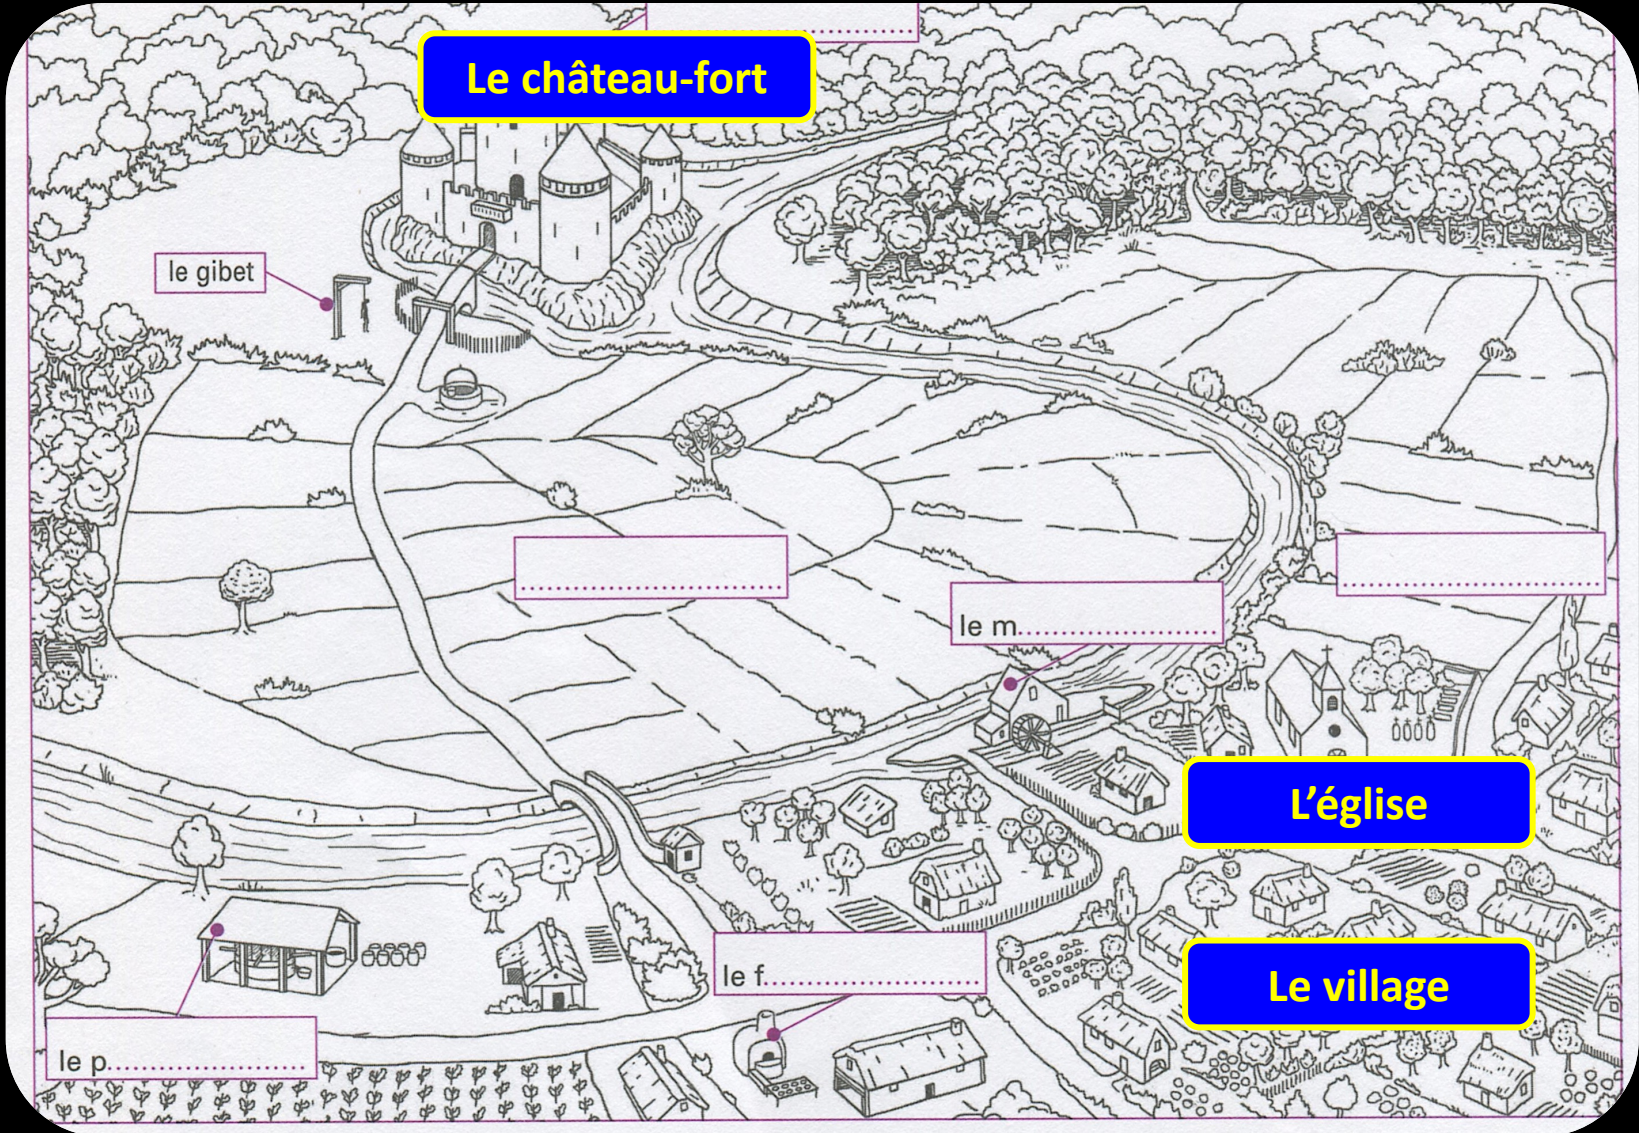 Le château-fort
le gibet
le m......................
L’église
le f........................
Le village
le p.......................